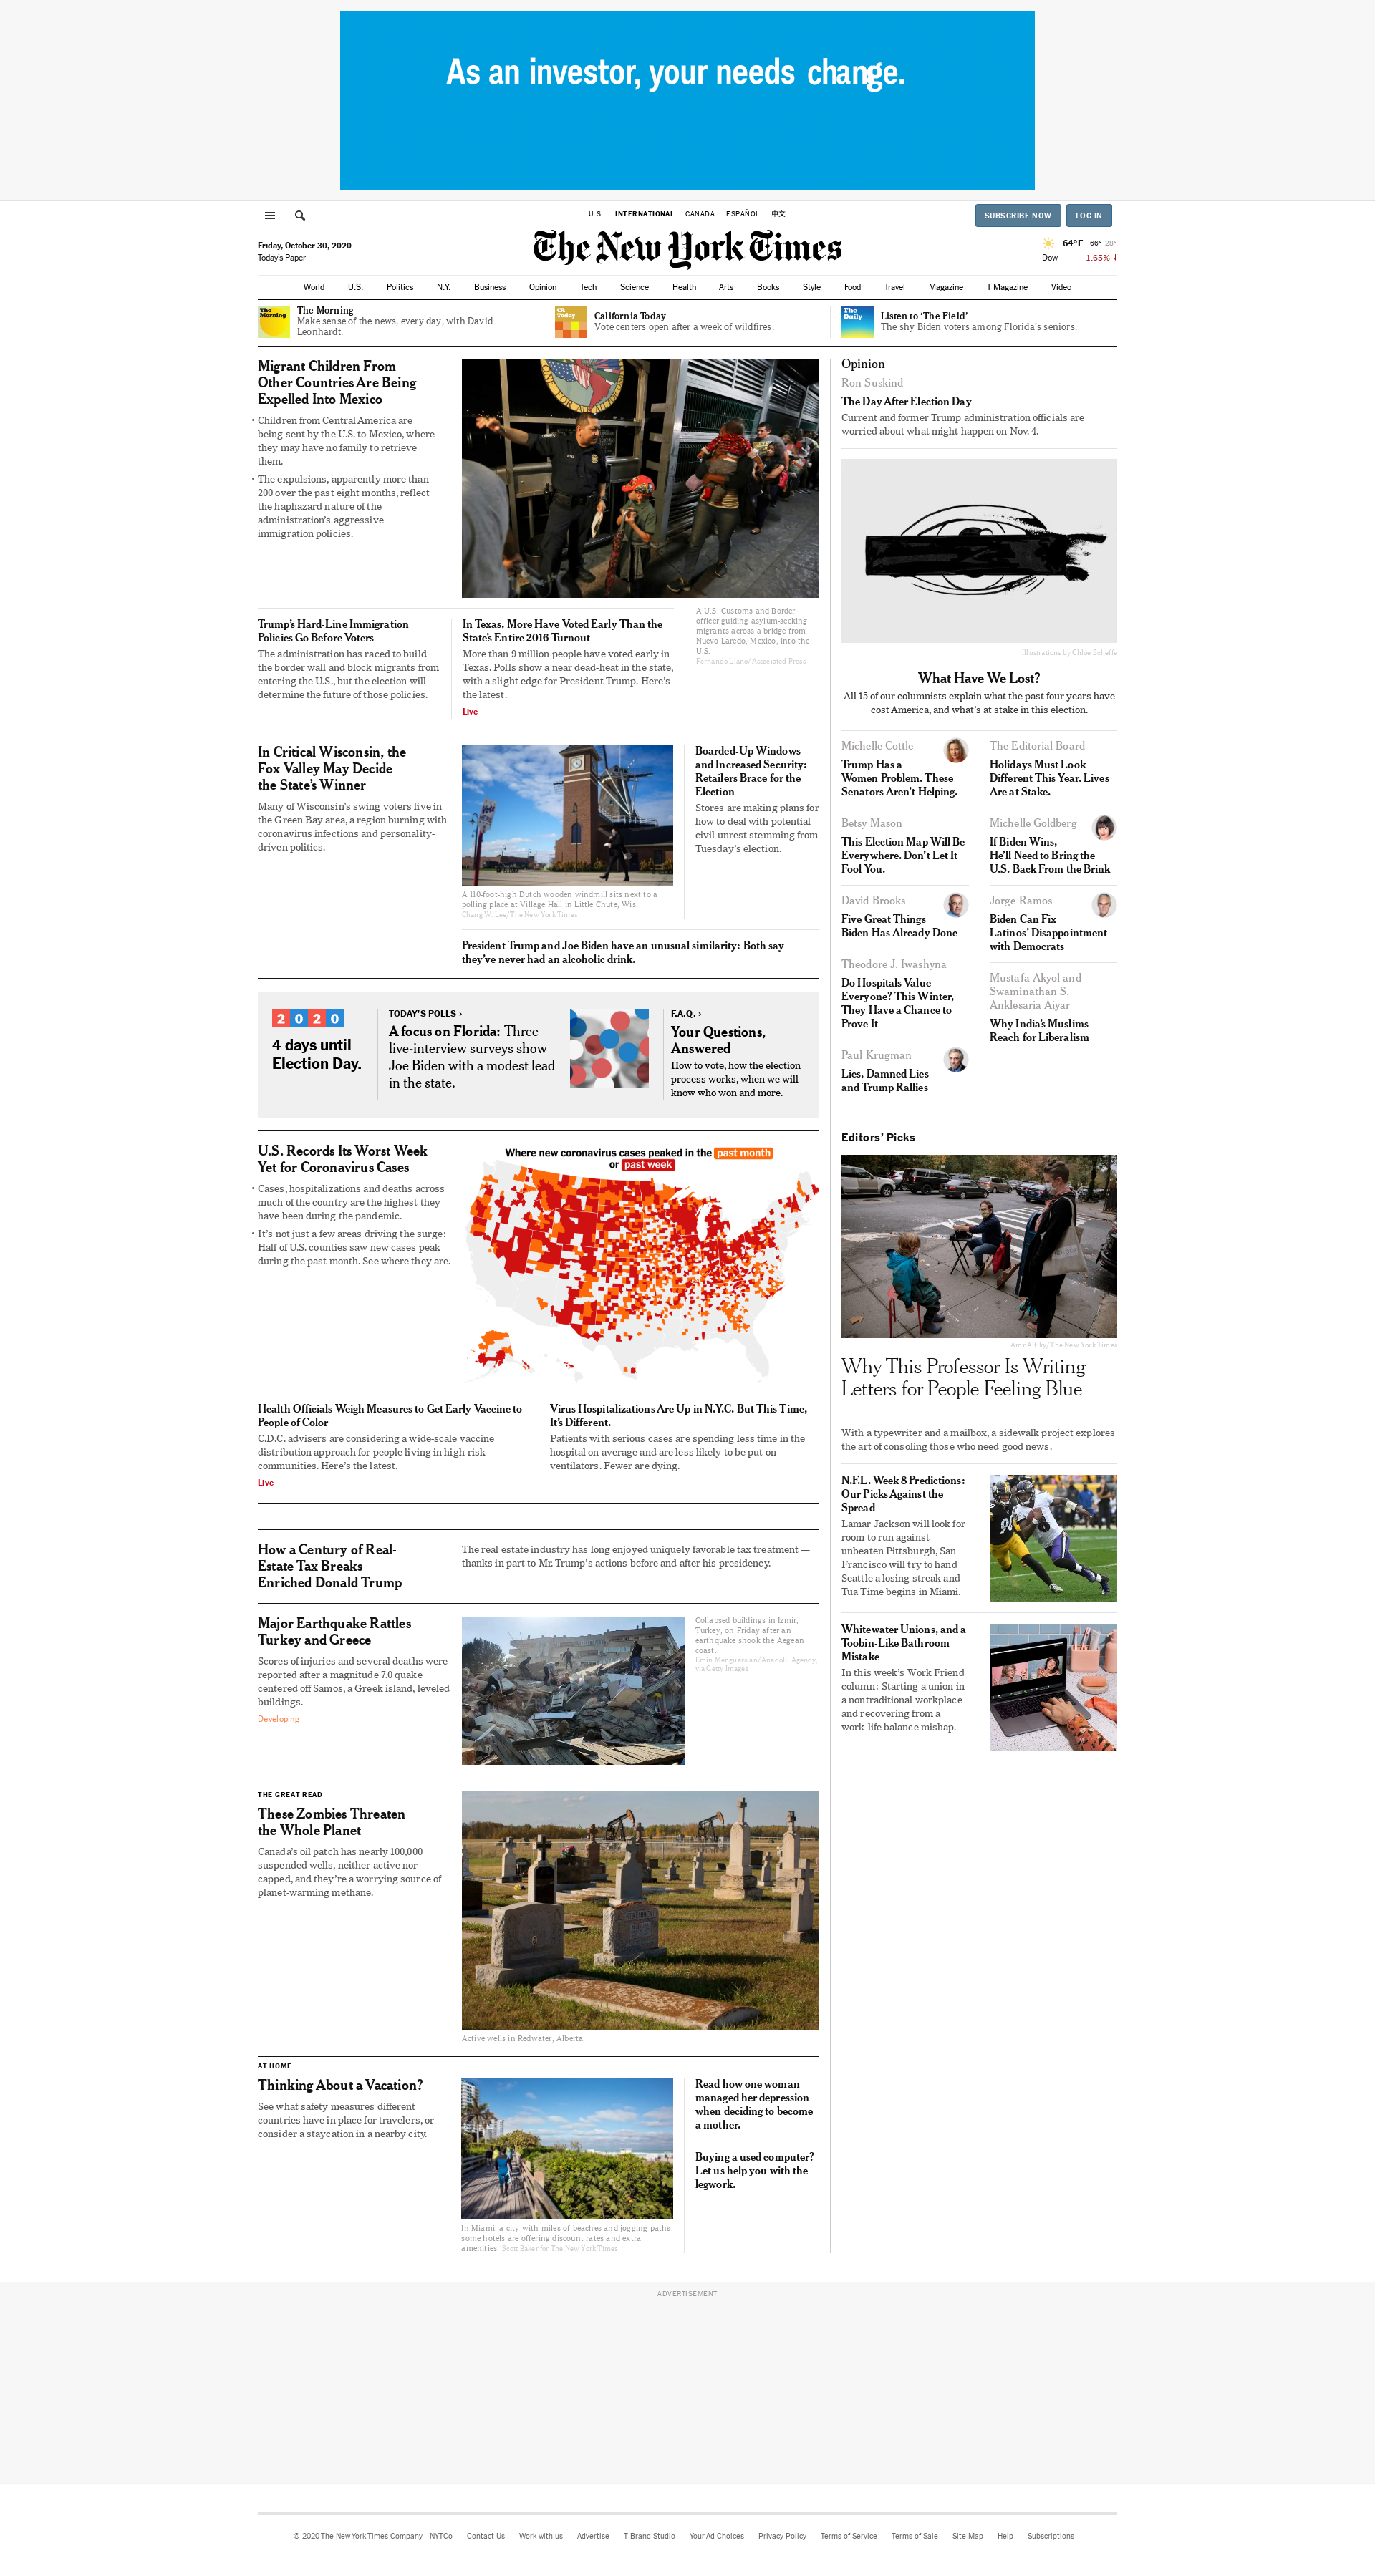 As an investor, your needs change.
U.S. INTERNATIONAL CANADA ESPAÑOL 中文
SUBSCRIBE NOW LOG IN
Friday, October 30, 2020
Today's Paper
The New York Times
64°F 66° 28°
Dow -1.65%
World U.S. Politics N.Y. Business Opinion Tech Science Health Arts Books Style Food Travel Magazine T Magazine Video
The Morning
The Morning
Make sense of the news, every day, with David
Leonhardt.
CA Today
California Today
Vote centers open after a week of wildfires.
The Daily
Listen to ‘The Field’
The shy Biden voters among Florida's seniors.
Migrant Children From
Other Countries Are Being
Expelled Into Mexico
Children from Central America are
being sent by the U.S. to Mexico, where
they may have no family to retrieve
them.
The expulsions, apparently more than
200 over the past eight months, reflect
the haphazard nature of the
administration's aggressive
immigration policies.
A U.S. Customs and Border
officer guiding asylum-seeking
migrants across a bridge from
Nuevo Laredo, Mexico, into the
U.S.
Fernando Llano/Associated Press
Trump's Hard-Line Immigration
Policies Go Before Voters
The administration has raced to build
the border wall and block migrants from
entering the U.S., but the election will
determine the future of those policies.
In Texas, More Have Voted Early Than the
State's Entire 2016 Turnout
More than 9 million people have voted early in
Texas. Polls show a near dead-heat in the state,
with a slight edge for President Trump. Here's
the latest.
Live
In Critical Wisconsin, the
Fox Valley May Decide
the State's Winner
Many of Wisconsin's swing voters live in
the Green Bay area, a region burning with
coronavirus infections and personality-
driven politics.
A 110-foot-high Dutch wooden windmill sits next to a
polling place at Village Hall in Little Chute, Wis.
Chang W. Lee/The New York Times
Boarded-Up Windows
and Increased Security:
Retailers Brace for the
Election
Stores are making plans for
how to deal with potential
civil unrest stemming from
Tuesday's election.
President Trump and Joe Biden have an unusual similarity: Both say
they've never had an alcoholic drink.
2020
4 days until
Election Day.
TODAY'S POLLS ›
A focus on Florida: Three
live-interview surveys show
Joe Biden with a modest lead
in the state.
F.A.Q. ›
Your Questions,
Answered
How to vote, how the election
process works, when we will
know who won and more.
U.S. Records Its Worst Week
Yet for Coronavirus Cases
Cases, hospitalizations and deaths across
much of the country are the highest they
have been during the pandemic.
It's not just a few areas driving the surge:
Half of U.S. counties saw new cases peak
during the past month. See where they are.
Where new coronavirus cases peaked in the past month
or past week
Health Officials Weigh Measures to Get Early Vaccine to
People of Color
C.D.C. advisers are considering a wide-scale vaccine
distribution approach for people living in high-risk
communities. Here's the latest.
Live
Virus Hospitalizations Are Up in N.Y.C. But This Time,
It's Different.
Patients with serious cases are spending less time in the
hospital on average and are less likely to be put on
ventilators. Fewer are dying.
How a Century of Real-
Estate Tax Breaks
Enriched Donald Trump
The real estate industry has long enjoyed uniquely favorable tax treatment —
thanks in part to Mr. Trump's actions before and after his presidency.
Major Earthquake Rattles
Turkey and Greece
Scores of injuries and several deaths were
reported after a magnitude 7.0 quake
centered off Samos, a Greek island, leveled
buildings.
Developing
Collapsed buildings in Izmir,
Turkey, on Friday after an
earthquake shook the Aegean
coast.
Emin Menguarslan/Anadolu Agency,
via Getty Images
THE GREAT READ
These Zombies Threaten
the Whole Planet
Canada's oil patch has nearly 100,000
suspended wells, neither active nor
capped, and they're a worrying source of
planet-warming methane.
Active wells in Redwater, Alberta.
AT HOME
Thinking About a Vacation?
See what safety measures different
countries have in place for travelers, or
consider a staycation in a nearby city.
In Miami, a city with miles of beaches and jogging paths,
some hotels are offering discount rates and extra
amenities. Scott Baker for The New York Times
Read how one woman
managed her depression
when deciding to become
a mother.
Buying a used computer?
Let us help you with the
legwork.
Opinion
Ron Suskind
The Day After Election Day
Current and former Trump administration officials are
worried about what might happen on Nov. 4.
Illustrations by Chloe Scheffe
What Have We Lost?
All 15 of our columnists explain what the past four years have
cost America, and what's at stake in this election.
Michelle Cottle
Trump Has a
Women Problem. These
Senators Aren't Helping.
Betsy Mason
This Election Map Will Be
Everywhere. Don't Let It
Fool You.
David Brooks
Five Great Things
Biden Has Already Done
Theodore J. Iwashyna
Do Hospitals Value
Everyone? This Winter,
They Have a Chance to
Prove It
Paul Krugman
Lies, Damned Lies
and Trump Rallies
The Editorial Board
Holidays Must Look
Different This Year. Lives
Are at Stake.
Michelle Goldberg
If Biden Wins,
He'll Need to Bring the
U.S. Back From the Brink
Jorge Ramos
Biden Can Fix
Latinos' Disappointment
with Democrats
Mustafa Akyol and
Swaminathan S.
Anklesaria Aiyar
Why India's Muslims
Reach for Liberalism
Editors' Picks
Amr Alfiky/The New York Times
Why This Professor Is Writing
Letters for People Feeling Blue
With a typewriter and a mailbox, a sidewalk project explores
the art of consoling those who need good news.
N.F.L. Week 8 Predictions:
Our Picks Against the
Spread
Lamar Jackson will look for
room to run against
unbeaten Pittsburgh, San
Francisco will try to hand
Seattle a losing streak and
Tua Time begins in Miami.
Whitewater Unions, and a
Toobin-Like Bathroom
Mistake
In this week's Work Friend
column: Starting a union in
a nontraditional workplace
and recovering from a
work-life balance mishap.
ADVERTISEMENT
© 2020 The New York Times Company NYTCo Contact Us Work with us Advertise T Brand Studio Your Ad Choices Privacy Policy Terms of Service Terms of Sale Site Map Help Subscriptions